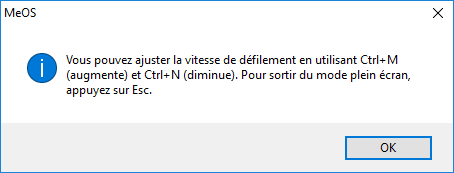 MeOS
Vous pouvez ajuster la vitesse de défilement en utilisant Ctrl+M
(augmente) et Ctrl+N (diminue). Pour sortir du mode plein écran,
appuyez sur Esc.
OK